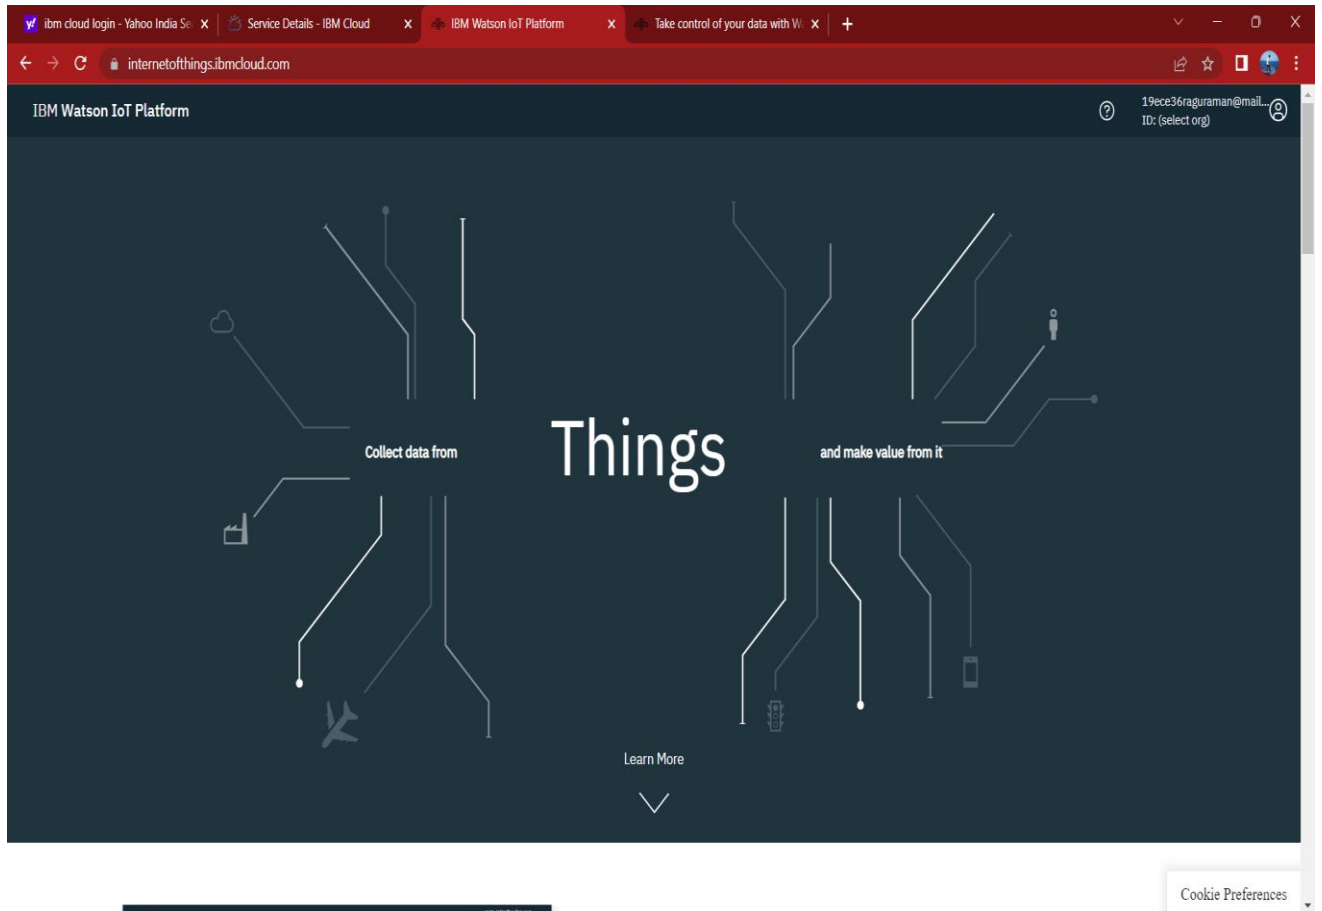 ibm cloud login - Yahoo India Se
Service Details - IBM Cloud
IBM Watson IoT Platform
Take control of your data with W
internetofthings.ibmcloud.com
IBM Watson IoT Platform
19ece36raguraman@mail...
ID: (select org)
Collect data from
Things
and make value from it
Learn More
Cookie Preferences